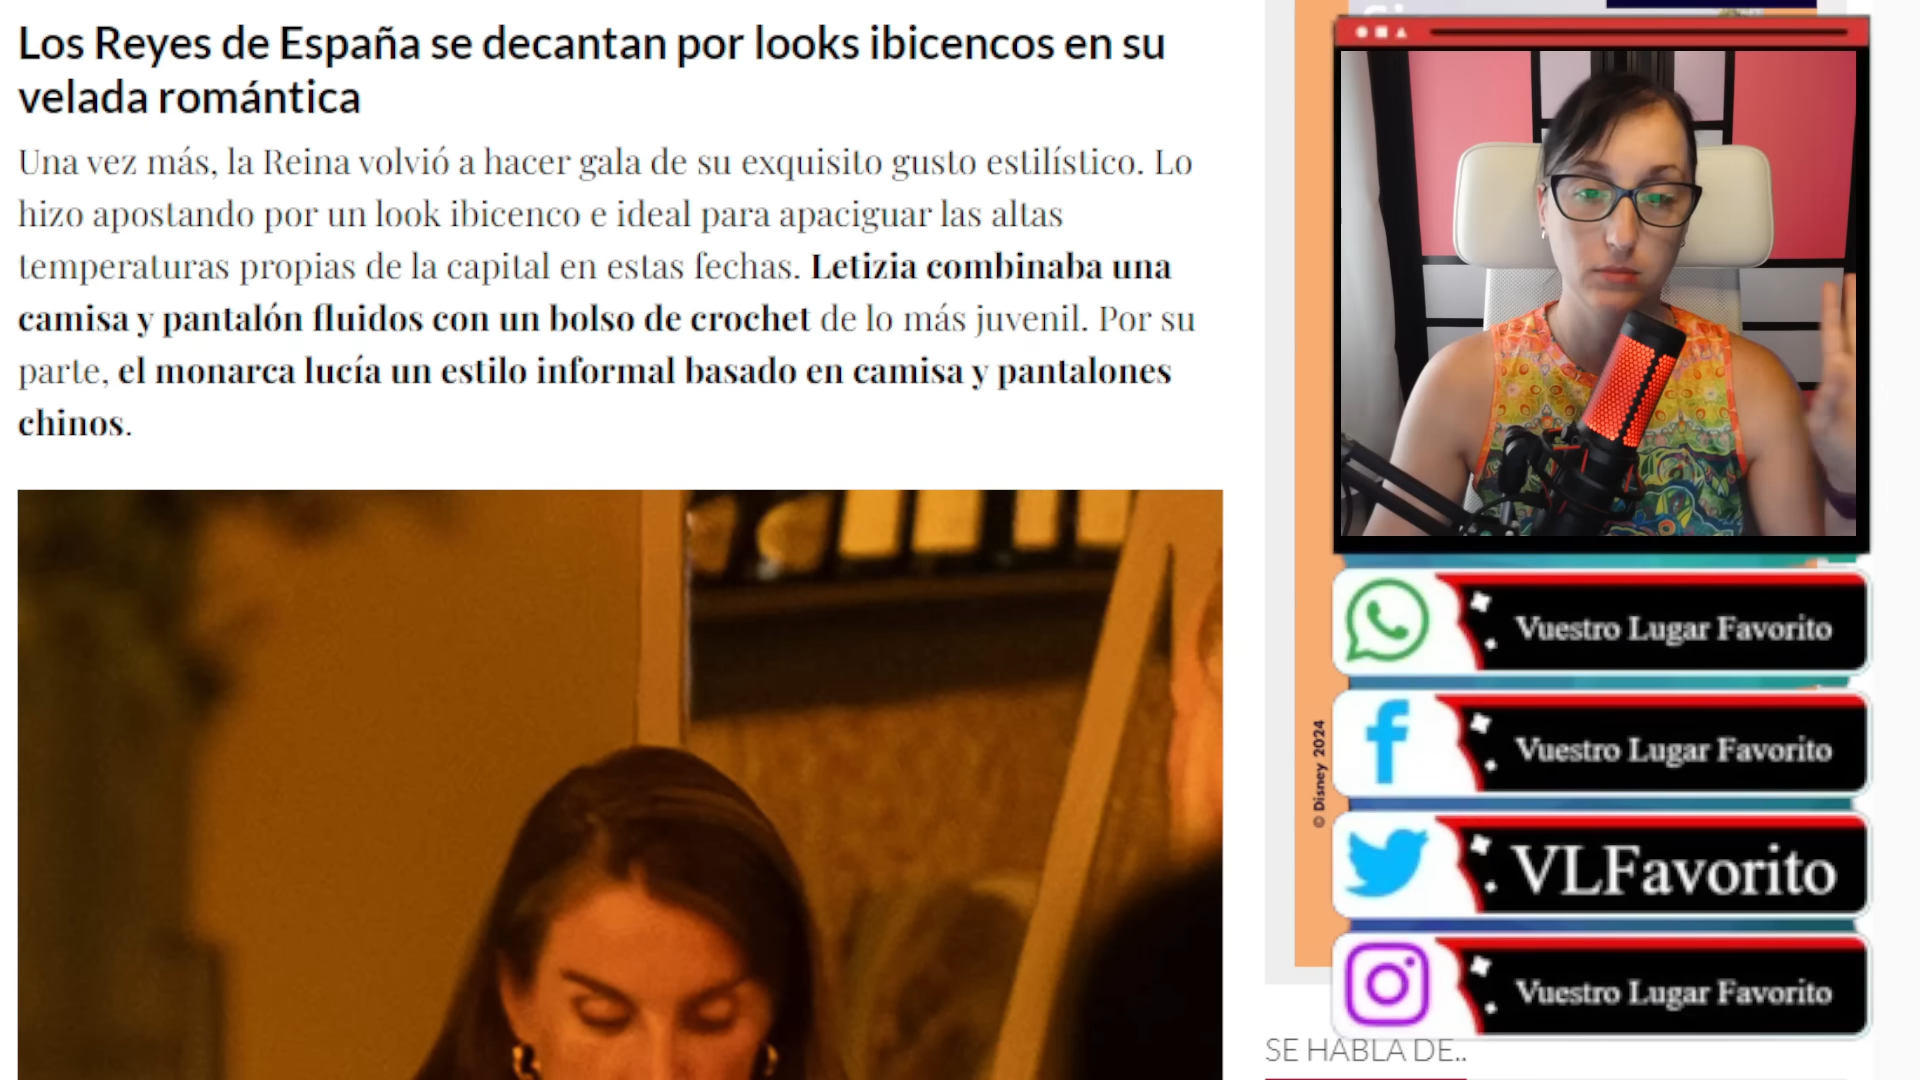 Los Reyes de España se decantan por looks ibicencos en su
velada romántica
Una vez más, la Reina volvió a hacer gala de su exquisito gusto estilístico. Lo
hizo apostando por un look ibicenco e ideal para apaciguar las altas
temperaturas propias de la capital en estas fechas. Letizia combinaba una
camisa y pantalón fluidos con un bolso de crochet de lo más juvenil. Por su
parte, el monarca lucía un estilo informal basado en camisa y pantalones
chinos.
Vuestro Lugar Favorito
Vuestro Lugar Favorito
© Disney 2024
VLFavorito
Vuestro Lugar Favorito
SE HABLA DE..